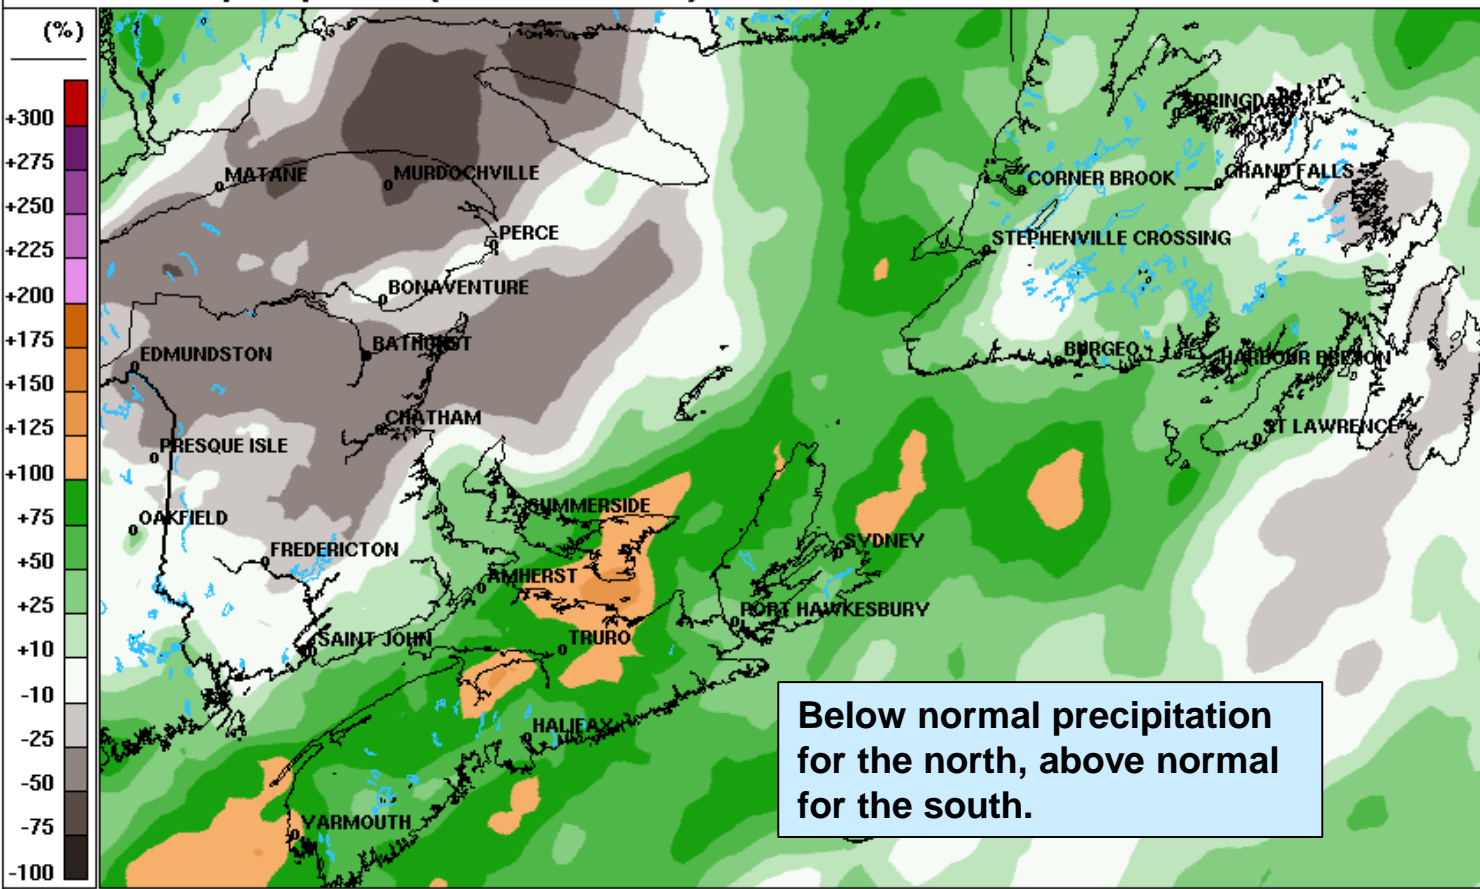 (%)
+300
+275
+250
+225
+200
+175
+150
+125
+100
+75
+50
+25
+10
-10
-25
-50
-75
-100
SPRINGDALE
MATANE
MURDOCHVILLE
CORNER BROOK
GRAND FALLS
PERCE
STEPHENVILLE CROSSING
BONAVENTURE
EDMUNDSTON
BATHURST
BURGEO
HARBOUR BRETON
CHATHAM
PRESQUE ISLE
ST LAWRENCE
OAKFIELD
SUMMERSIDE
FREDERICTON
SYDNEY
AMHERST
PORT HAWKESBURY
SAINT JOHN
TRURO
HALIFAX
YARMOUTH
Below normal precipitation
for the north, above normal
for the south.